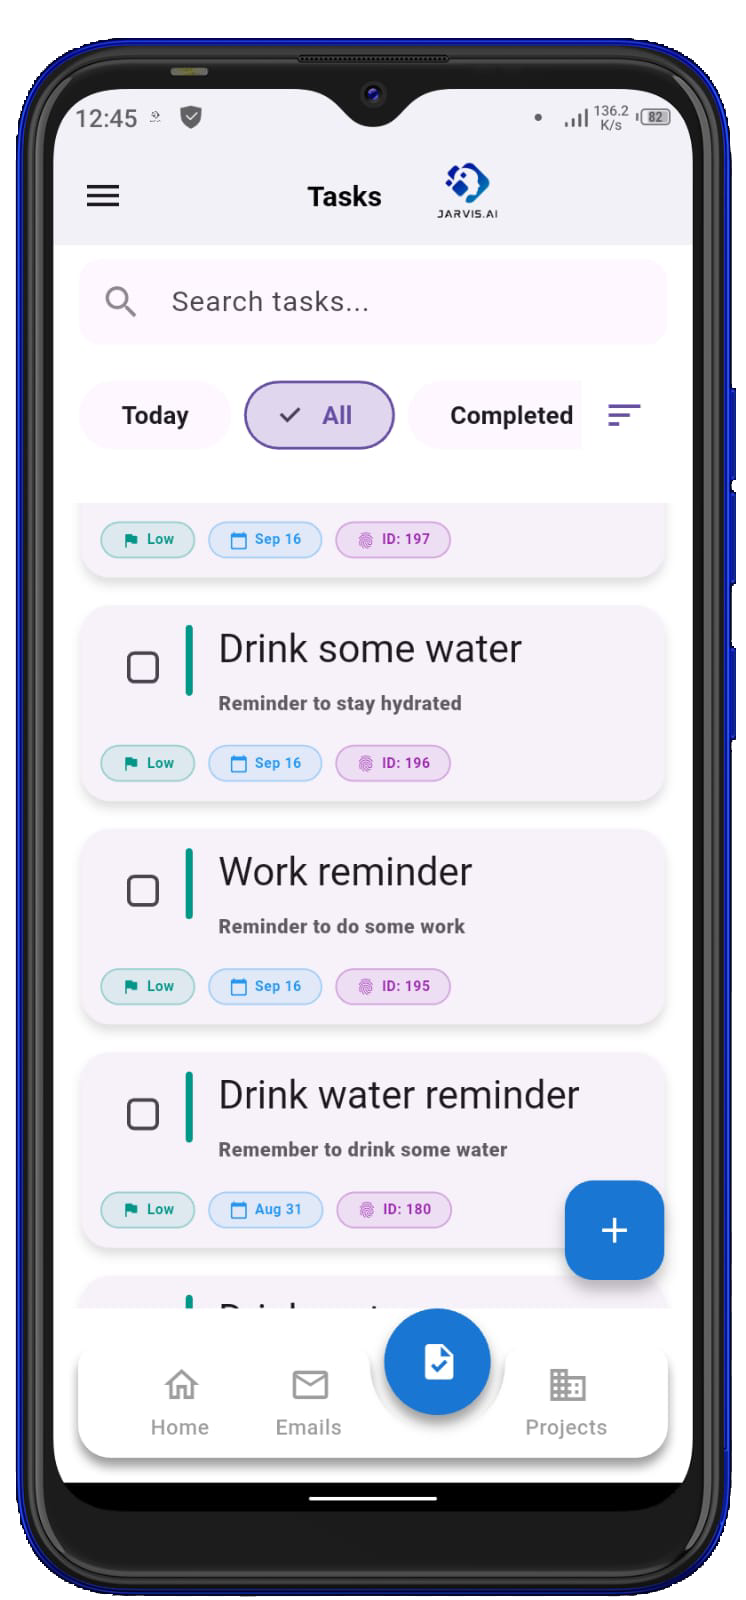 12:45
136.2
K/s
82
Tasks
JARVIS.AI
Search tasks...
Today
All
Completed
Low
Sep 16
ID: 197
Drink some water
Reminder to stay hydrated
Low
Sep 16
ID: 196
Work reminder
Reminder to do some work
Low
Sep 16
ID: 195
Drink water reminder
Remember to drink some water
Low
Aug 31
ID: 180
Home
Emails
Projects